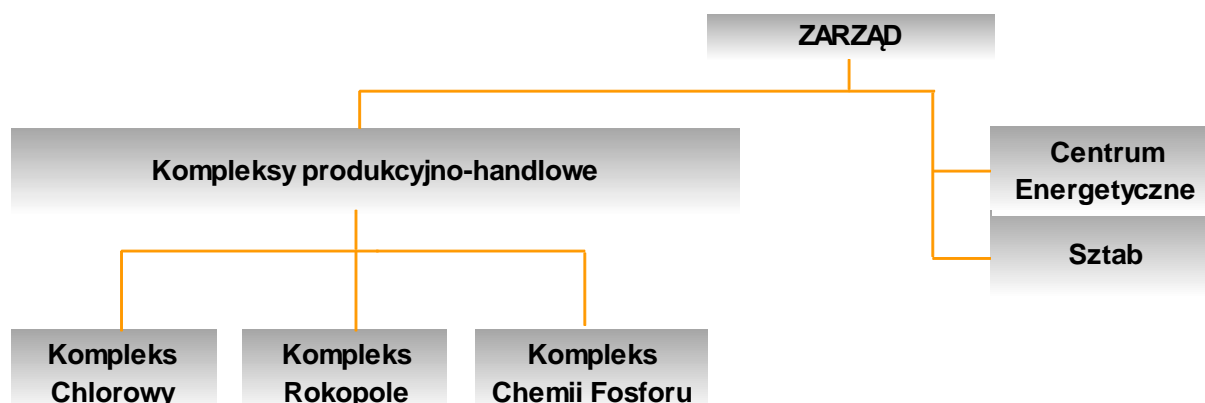 ZARZĄD
Kompleksy produkcyjno-handlowe
Centrum
Energetyczne
Sztab
Kompleks
Chlorowy
Kompleks
Rokopole
Kompleks
Chemii Fosforu